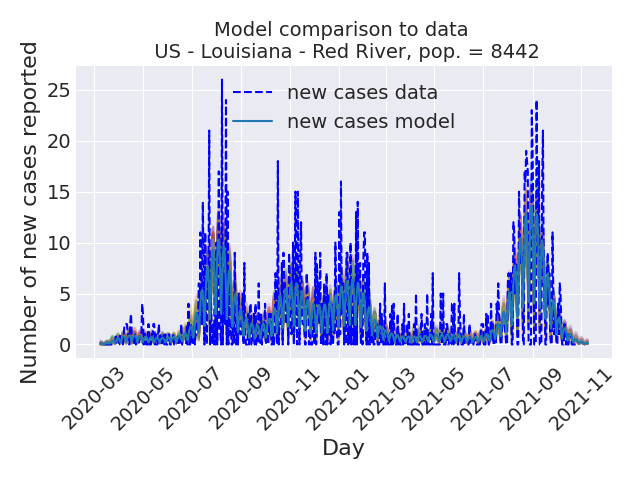 Model comparison to data
US - Louisiana - Red River, pop. = 8442
Number of new cases reported
25
20
15
10
5
0
new cases data
new cases model
2020-03
2020-05
2020-07
2020-09
2020-11
2021-01
2021-03
2021-05
2021-07
2021-09
2021-11
Day